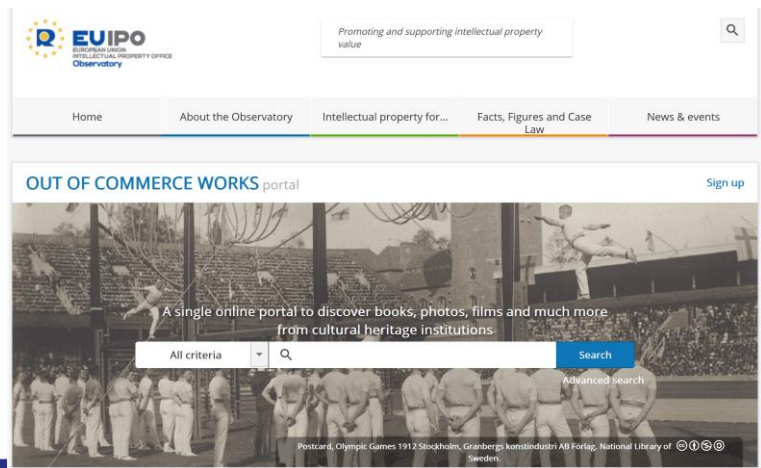 EUIPO
EUROPEAN UNION
INTELLECTUAL PROPERTY OFFICE
Observatory
Promoting and supporting intellectual property
value
Home
About the Observatory
Intellectual property for...
Facts, Figures and Case
Law
News & events
OUT OF COMMERCE WORKS portal
Sign up
A single online portal to discover books, photos, films and much more
from cultural heritage institutions
All criteria
Search
Advanced search
Postcard, Olympic Games 1912 Stockholm, Granbergs konstindustri AB Förlag, National Library of
Sweden.